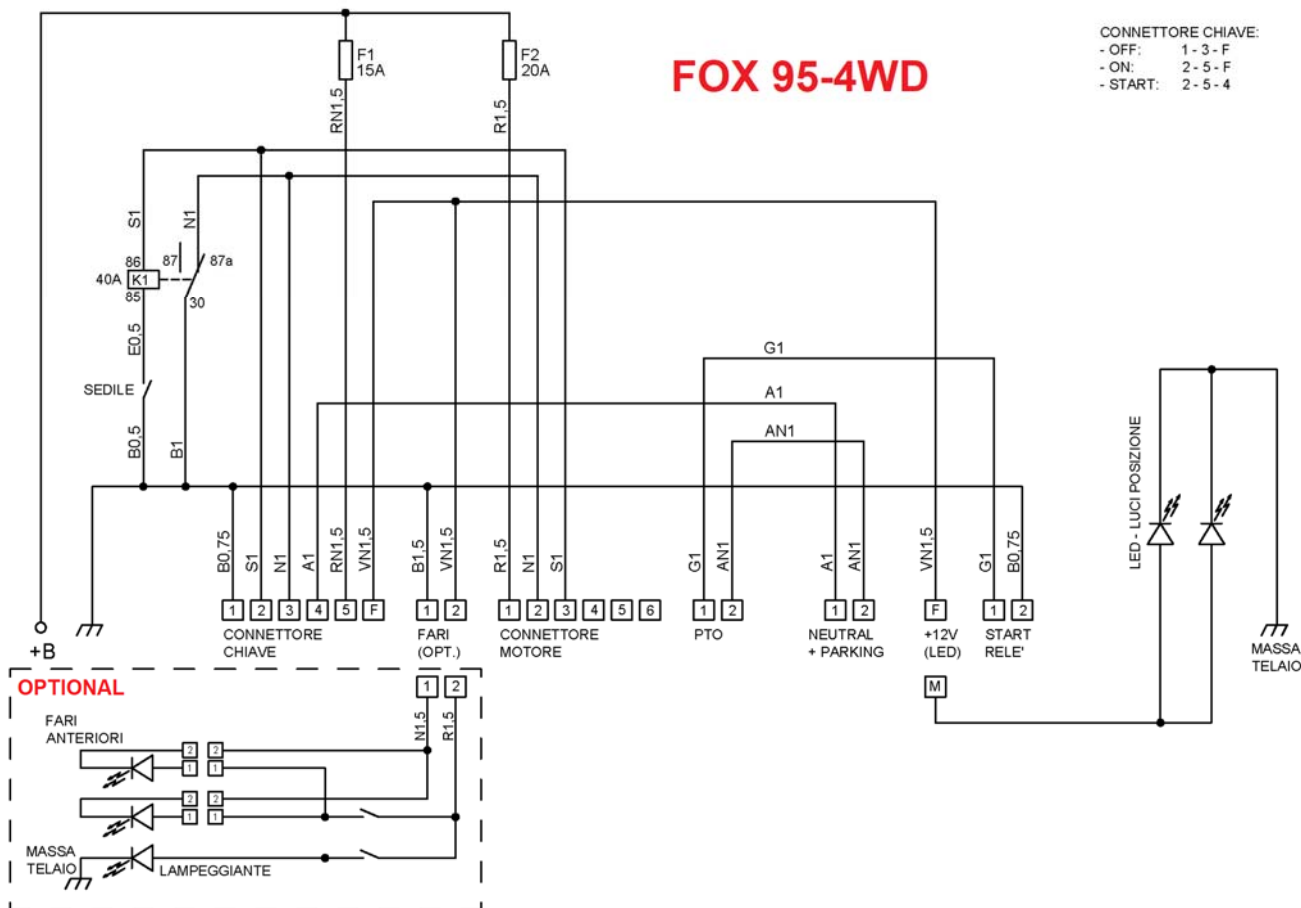 FOX 95-4WD
CONNETTORE CHIAVE:
- OFF: 1 - 3 - F
- ON: 2 - 5 - F
- START: 2 - 5 - 4
F1
15A
F2
20A
RN1,5
R1,5
S1
N1
86
87
87a
40A
K1
85
30
E0,5
SEDILE
B0,5
B1
G1
A1
AN1
LED - LUCI POSIZIONE
B0,75
S1
N1
A1
RN1,5
VN1,5
B1,5
VN1,5
R1,5
N1
S1
G1
AN1
A1
AN1
VN1,5
G1
B0,75
1 2 3 4 5 F
1 2
1 2 3 4 5 6
1 2
1 2
F
1 2
+B
CONNETTORE
CHIAVE
FARI
(OPT.)
CONNETTORE
MOTORE
PTO
NEUTRAL
+ PARKING
+12V
(LED)
START
RELE'
MASSA
TELAIO
M
OPTIONAL
1 2
N1,5
R1,5
FARI
ANTERIORI
2 2
1 1
2 2
1 1
MASSA
TELAIO
LAMPEGGIANTE